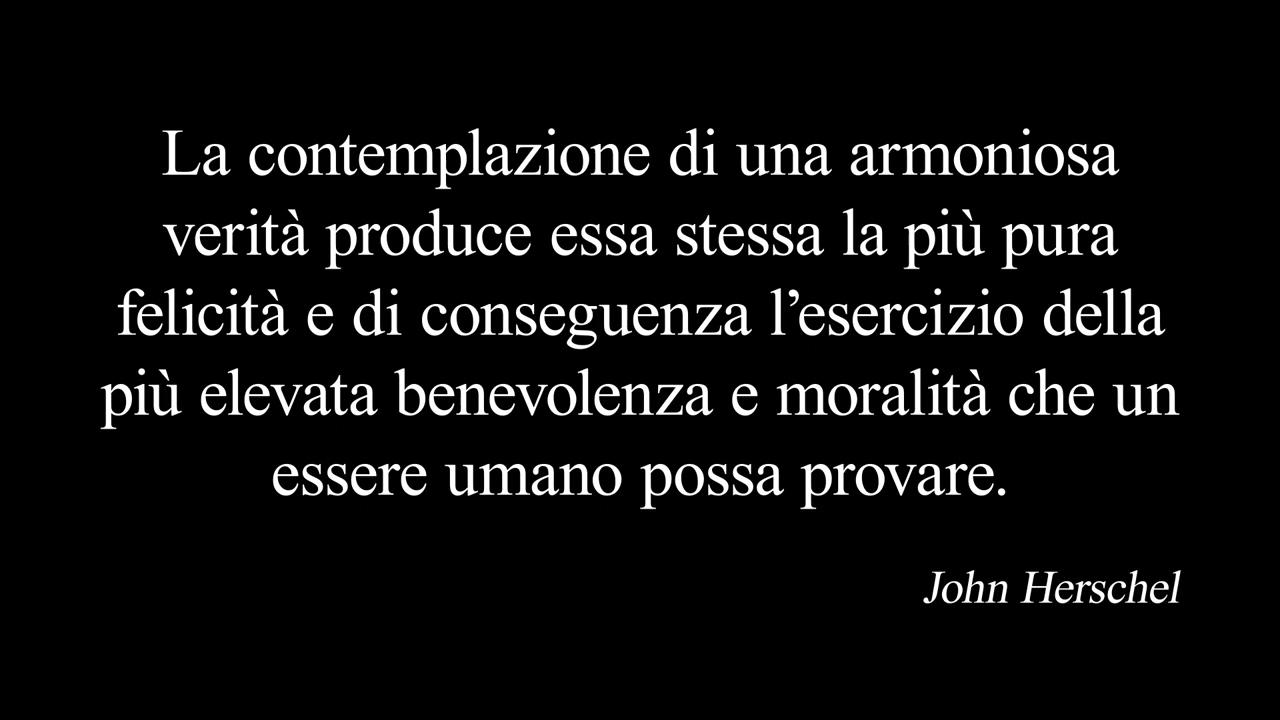 La contemplazione di una armoniosa
verità produce essa stessa la più pura
felicità e di conseguenza l’esercizio della
più elevata benevolenza e moralità che un
essere umano possa provare.
John Herschel